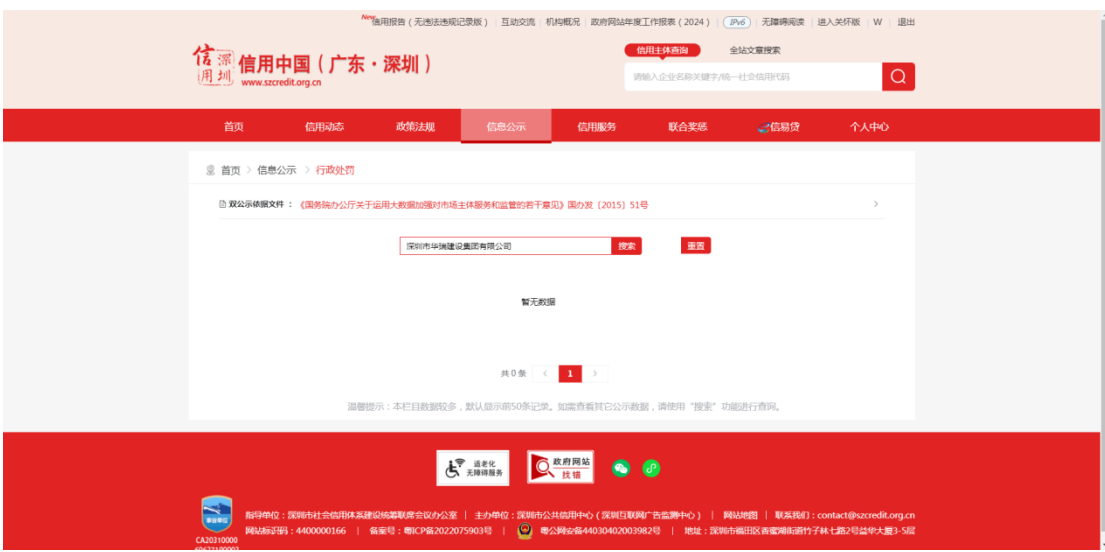 New信用报告(无违法违规记录版) | 互动交流 | 机构概况 | 政府网站年度工作报表(2024) | IPv6 | 无障碍阅读 | 进入关怀版 | W | 退出
信用 深圳 信用中国(广东·深圳)
www.szcredit.org.cn
信用主体查询 全站文章搜索
请输入企业名称关键字/统一社会信用代码
首页 信用动态 政策法规 信息公示 信用服务 联合奖惩 信易贷 个人中心
首页 > 信息公示 > 行政处罚
双公示依据文件:《国务院办公厅关于运用大数据加强对市场主体服务和监管的若干意见》国办发〔2015〕51号 >
深圳市华瑞建设集团有限公司 搜索 重置
暂无数据
共 0 条 < 1 >
温馨提示:本栏目数据较多,默认显示前50条记录。如需查看其它公示数据,请使用“搜索”功能进行查询。
适老化
无障碍服务
政府网站
找错
事业单位
CA20310000
指导单位:深圳市社会信用体系建设统筹联席会议办公室 | 主办单位:深圳市公共信用中心(深圳互联网广告监测中心) | 网站地图 | 联系我们:contact@szcredit.org.cn
网站标识码:4400000166 | 备案号:粤ICP备2022075903号 | 粤公网安备44030402003982号 | 地址:深圳市福田区香蜜湖街道竹子林七路2号益华大厦3-5层